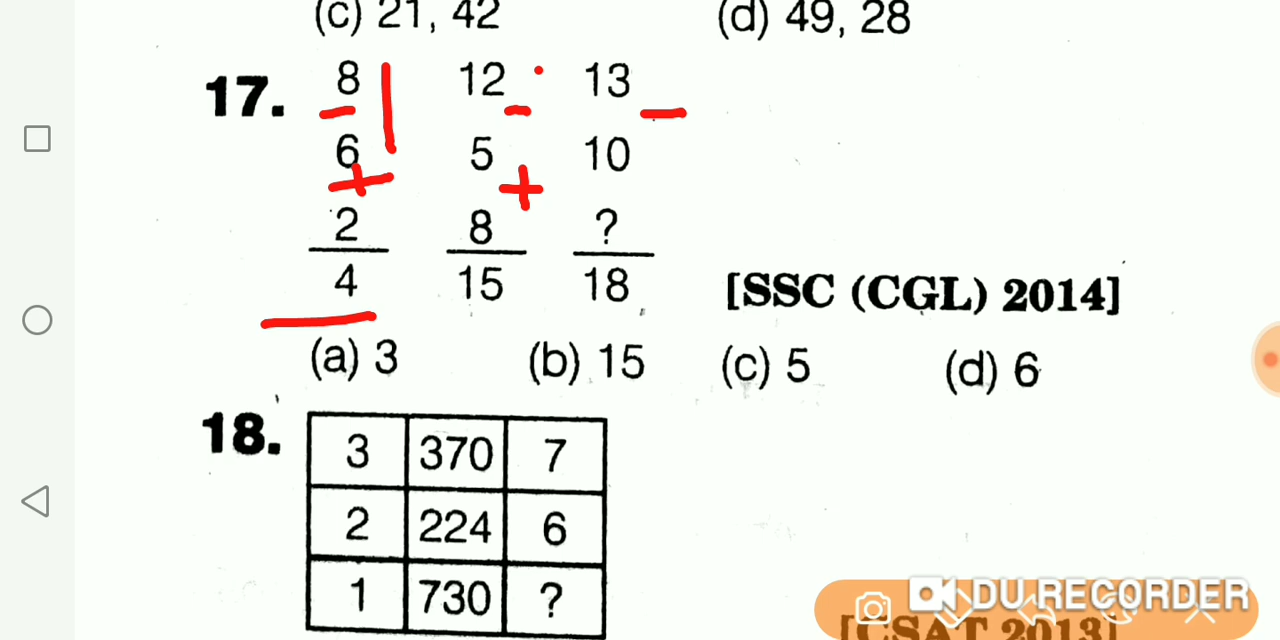 (c) 21, 42 (d) 49, 28
17. 8 12 13
6 5 10
2 8 ?
4 15 18 [SSC (CGL) 2014]
(a) 3 (b) 15 (c) 5 (d) 6
18. 3 370 7
2 224 6
1 730 ?
DU RECORDER
[CSAT 2013]